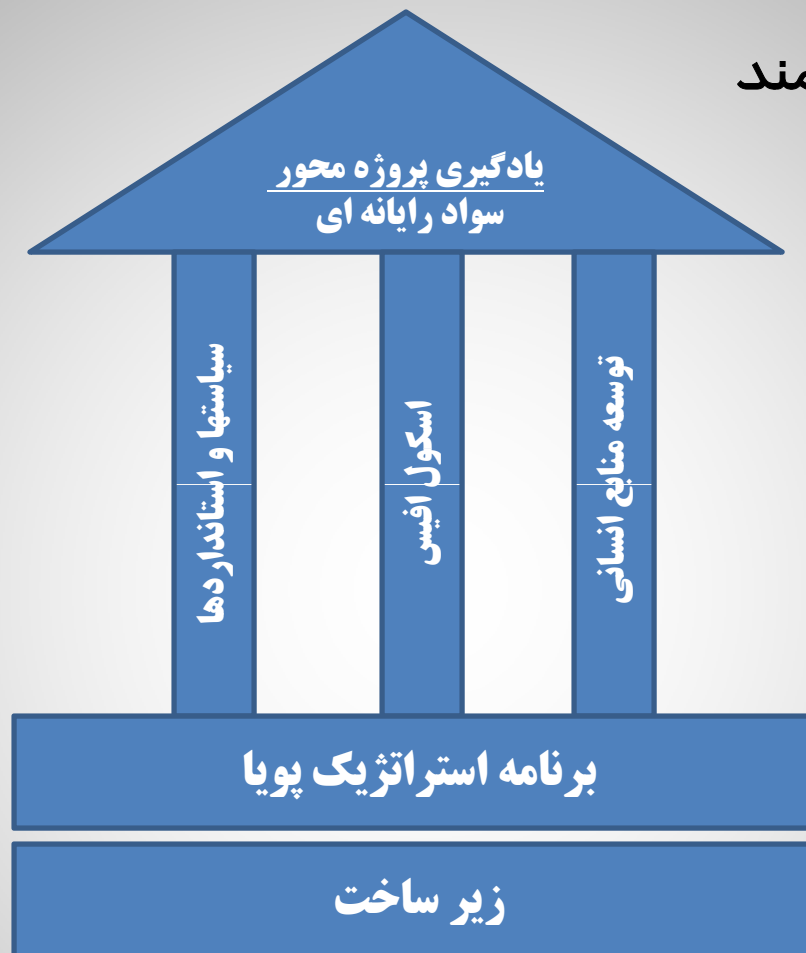 یادگیری پروژه محور
سواد رایانه ای
توسعه منابع انسانی
اسکول افیس
سیاستها و استانداردها
برنامه استراتژیک پویا
زیر ساخت